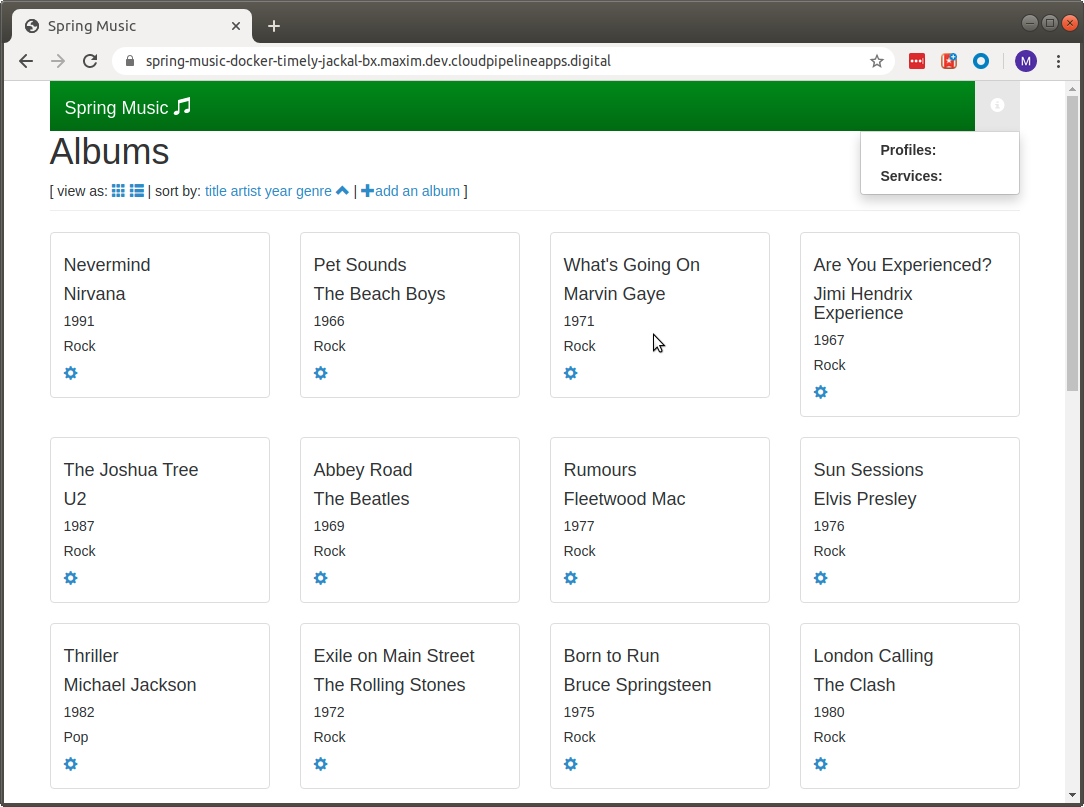 Spring Music
spring-music-docker-timely-jackal-bx.maxim.dev.cloudpipelineapps.digital
M
Spring Music
Albums
Profiles:
Services:
[ view as: | sort by: title artist year genre | add an album ]
Nevermind
Nirvana
1991
Rock
Pet Sounds
The Beach Boys
1966
Rock
What's Going On
Marvin Gaye
1971
Rock
Are You Experienced?
Jimi Hendrix
Experience
1967
Rock
The Joshua Tree
U2
1987
Rock
Abbey Road
The Beatles
1969
Rock
Rumours
Fleetwood Mac
1977
Rock
Sun Sessions
Elvis Presley
1976
Rock
Thriller
Michael Jackson
1982
Pop
Exile on Main Street
The Rolling Stones
1972
Rock
Born to Run
Bruce Springsteen
1975
Rock
London Calling
The Clash
1980
Rock